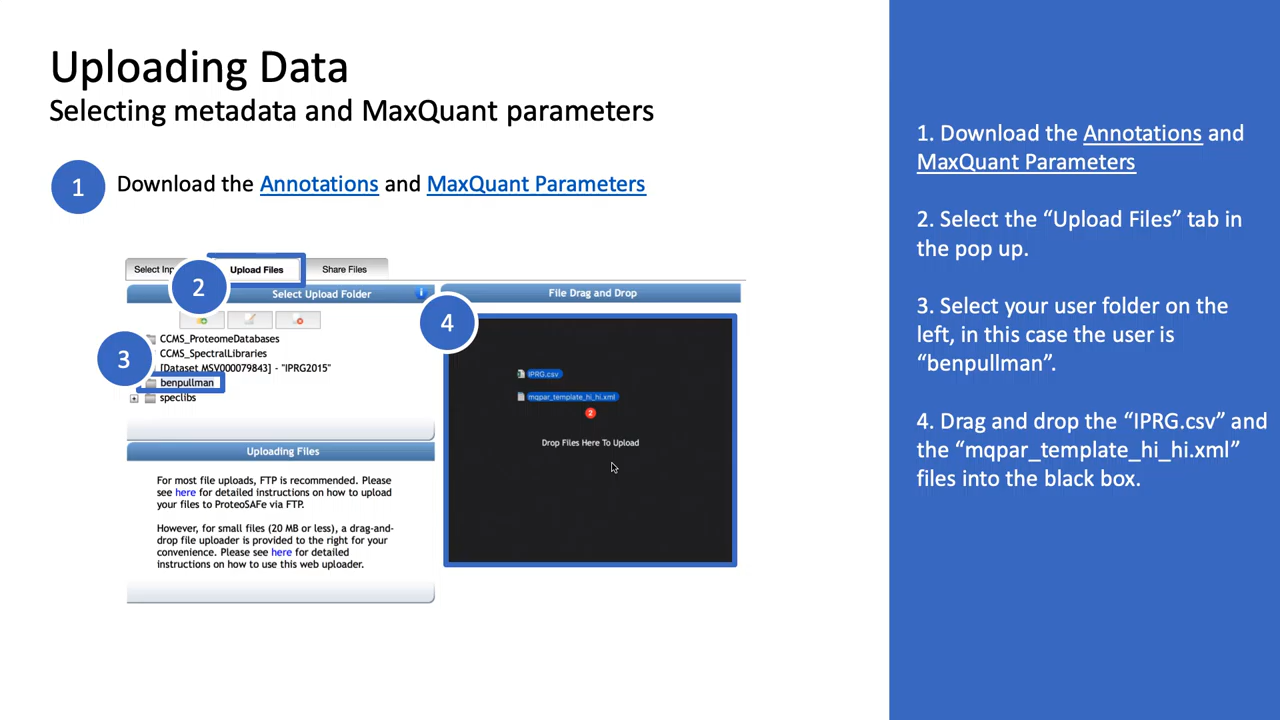 Uploading Data
Selecting metadata and MaxQuant parameters
1
Download the Annotations and MaxQuant Parameters
Upload Files
Share Files
2
Select Upload Folder
File Drag and Drop
4
3
CCMS_ProteomeDatabases
CCMS_SpectralLibraries
[Dataset MSV000079843] - "IPRG2015"
benpullman
speclibs
IPRG.csv
mqpar_template_hi_hi.xml
2
Drop Files Here To Upload
Uploading Files
For most file uploads, FTP is recommended. Please
see here for detailed instructions on how to upload
your files to ProteoSAFe via FTP.
However, for small files (20 MB or less), a drag-and-
drop file uploader is provided to the right for your
convenience. Please see here for detailed
instructions on how to use this web uploader.
1. Download the Annotations and
MaxQuant Parameters
2. Select the “Upload Files” tab in
the pop up.
3. Select your user folder on the
left, in this case the user is
“benpullman”.
4. Drag and drop the “IPRG.csv” and
the “mqpar_template_hi_hi.xml”
files into the black box.